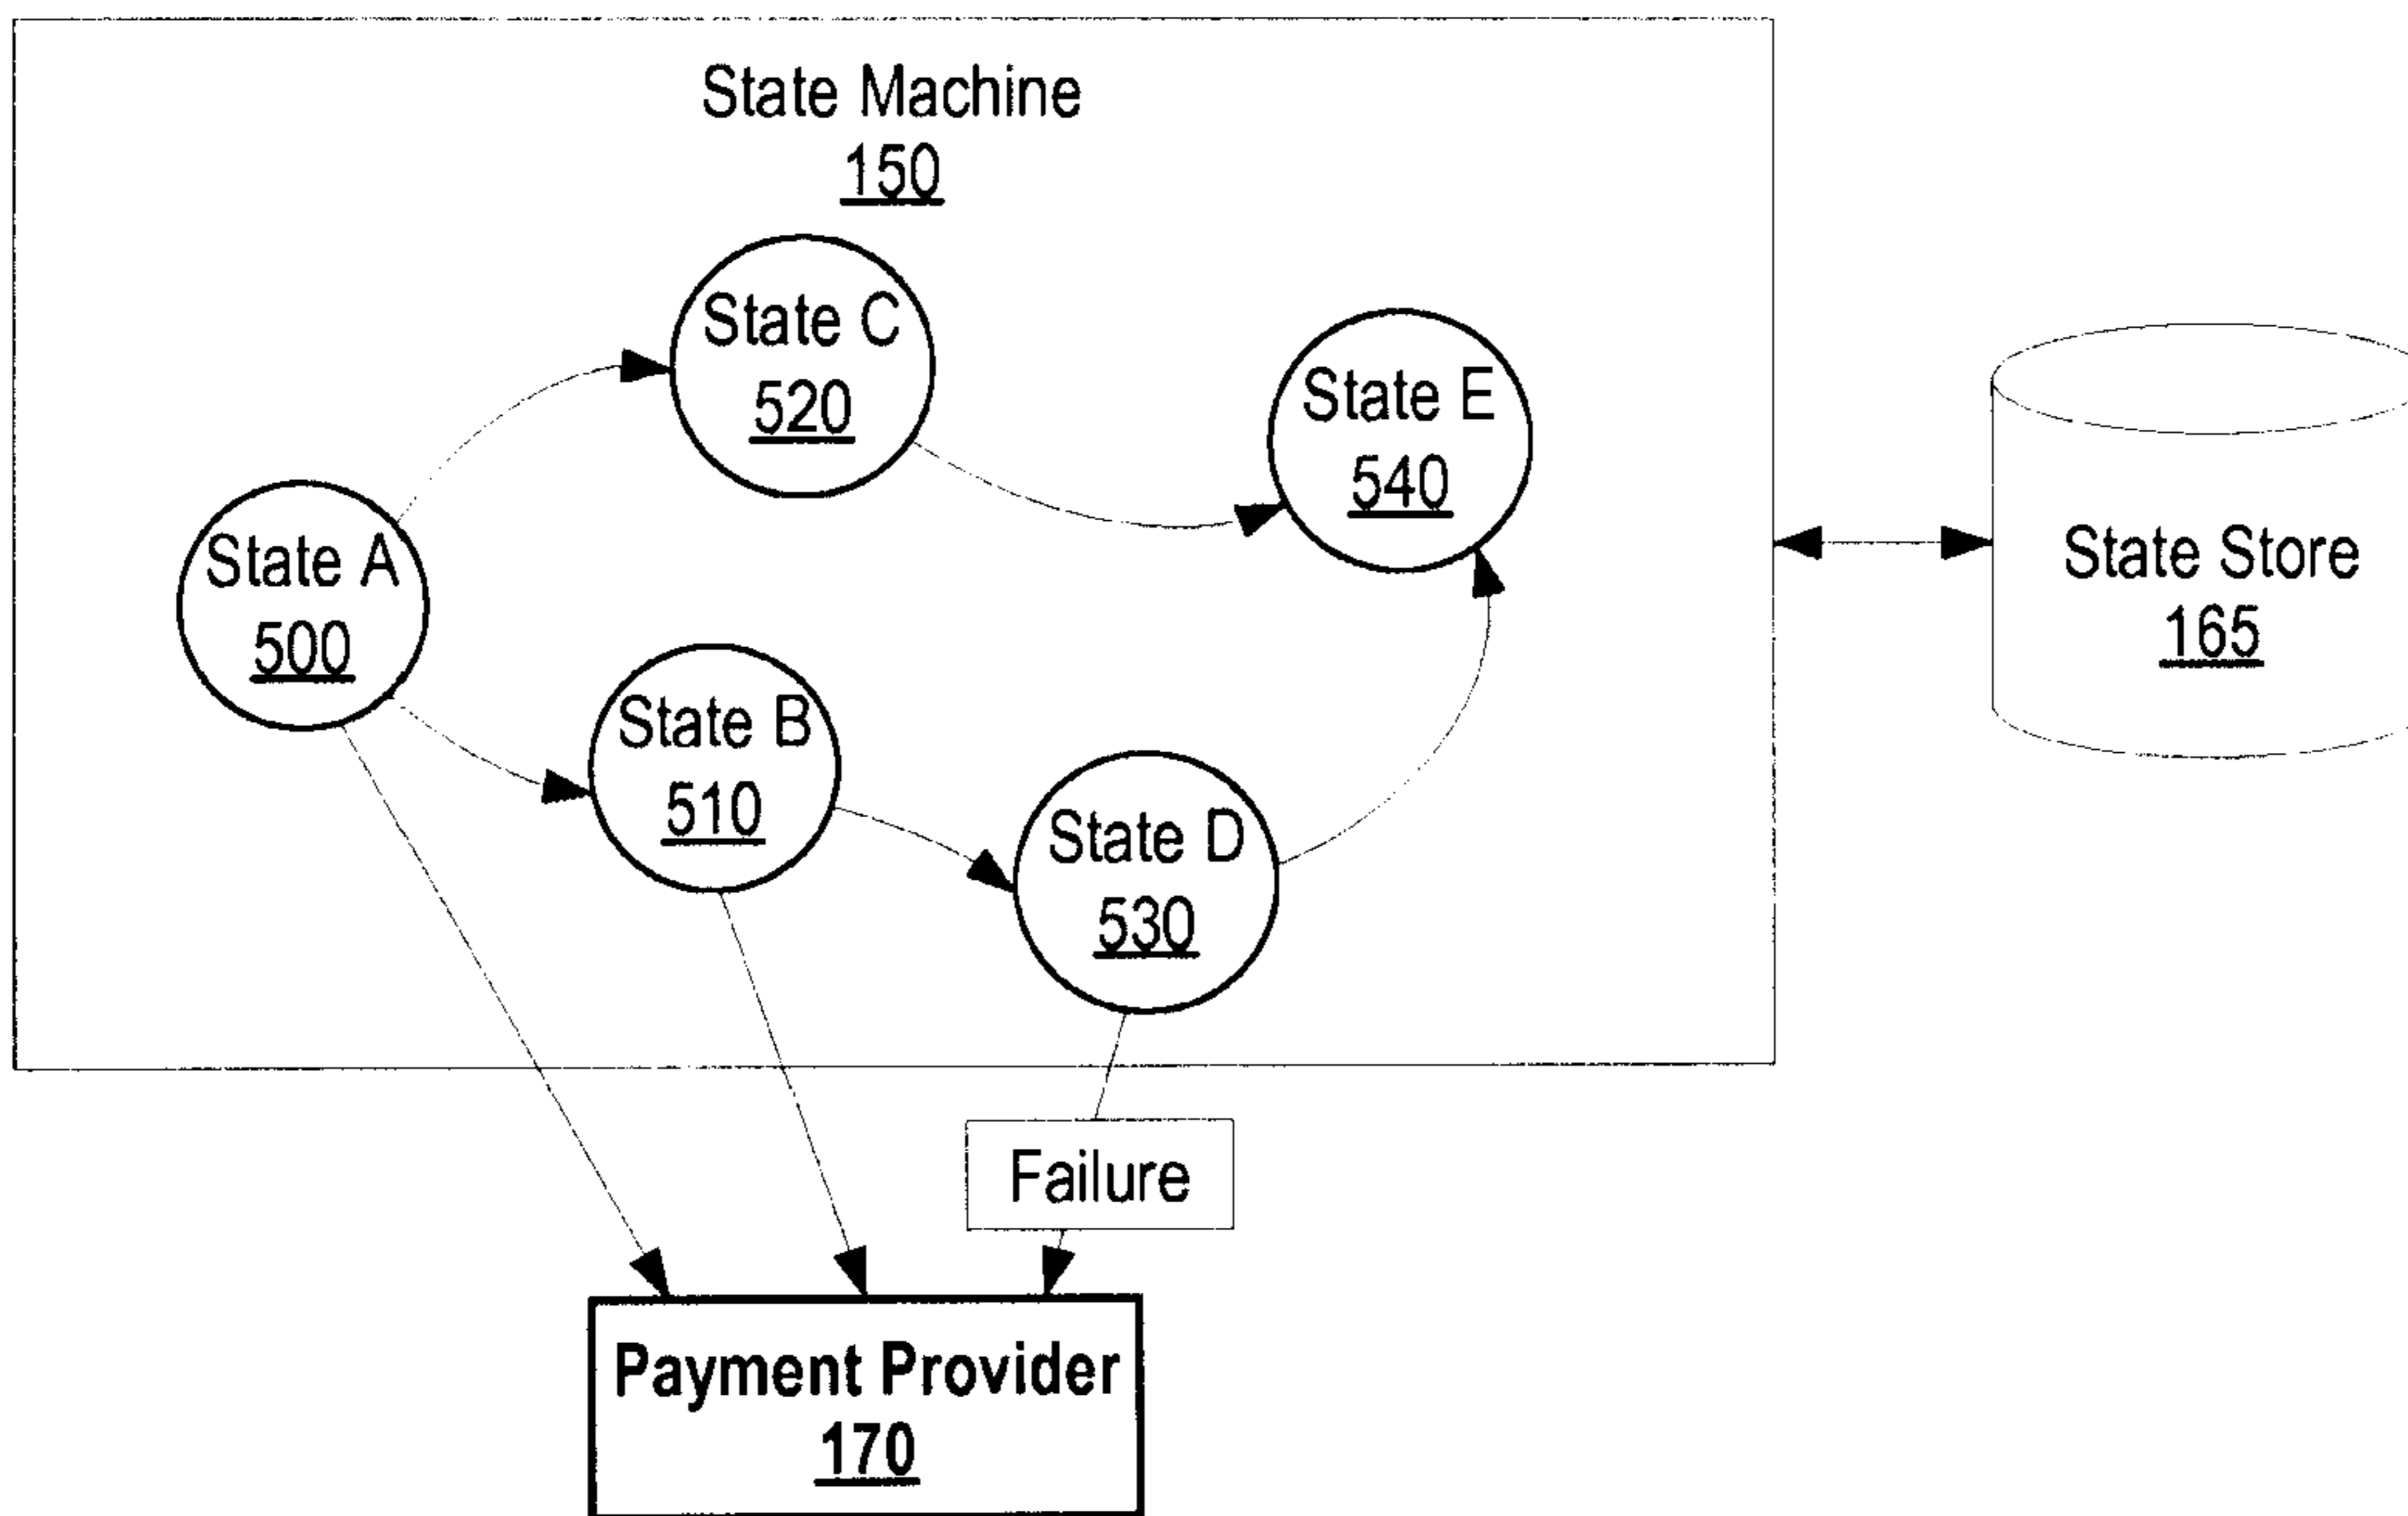 State Machine
150
State C
520
State E
540
State A
500
State Store
165
State B
510
State D
530
Failure
Payment Provider
170